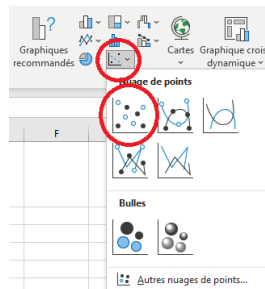 Graphiques
recommandés
Cartes
Graphique crois
dynamique
Nuage de points
F
Bulles
Autres nuages de points...